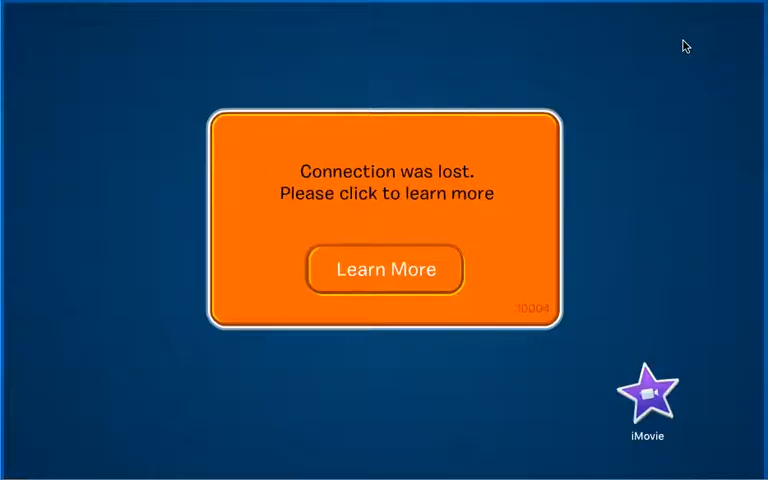 Connection was lost.
Please click to learn more
Learn More
10004
iMovie